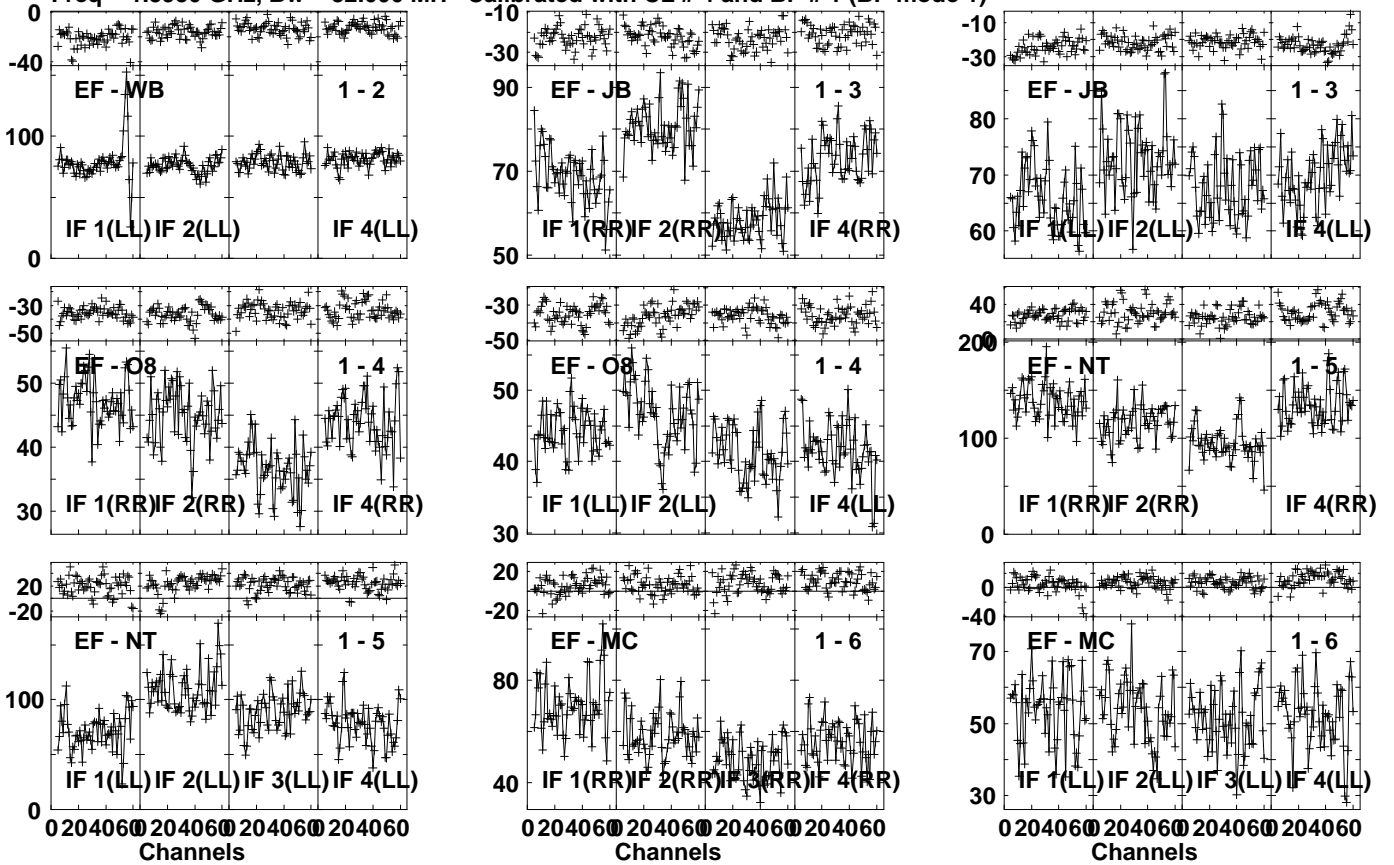 Calibrated with CL # 4 and BP # 1 (BP mode 1)
0 -10 -10
-30 -30
-40
EF - WB 1 - 2 90 EF - JB 1 - 3 EF - JB 1 - 3
80
100
70 70
60
IF 1(LL) IF 2(LL) IF 4(LL) IF 1(RR) IF 2(RR) IF 4(RR) IF 1(LL) IF 2(LL) IF 4(LL)
0 50
-30 -30 40
-50 -50 0
200
EF - O8 1 - 4 EF - O8 1 - 4 EF - NT 1 - 5
50 50
100
40 40
IF 1(RR) IF 2(RR) IF 4(RR) IF 1(LL) IF 2(LL) IF 4(LL) IF 1(RR) IF 2(RR) IF 4(RR)
30 30 0
20 20 0
-20 -20 -40
EF - NT 1 - 5 EF - MC 1 - 6 EF - MC 1 - 6
70
100 80
50
IF 1(LL) IF 2(LL) IF 3(LL) IF 4(LL) IF 1(RR) IF 2(RR) IF 3(RR) IF 4(RR) IF 1(LL) IF 2(LL) IF 3(LL) IF 4(LL)
40 30
0
0 20 40 60 0 20 40 60 0 20 40 60 0 20 40 60 0 20 40 60 0 20 40 60 0 20 40 60 0 20 40 60 0 20 40 60 0 20 40 60 0 20 40 60 0 20 40 60
Channels Channels Channels